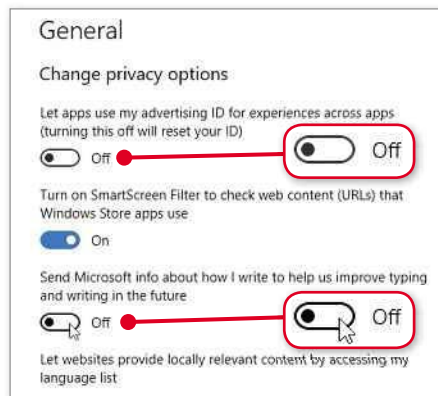 General
Change privacy options
Let apps use my advertising ID for experiences across apps
(turning this off will reset your ID)
Off
Off
Turn on SmartScreen Filter to check web content (URLs) that
Windows Store apps use
On
Send Microsoft info about how I write to help us improve typing
and writing in the future
Off
Off
Let websites provide locally relevant content by accessing my
language list